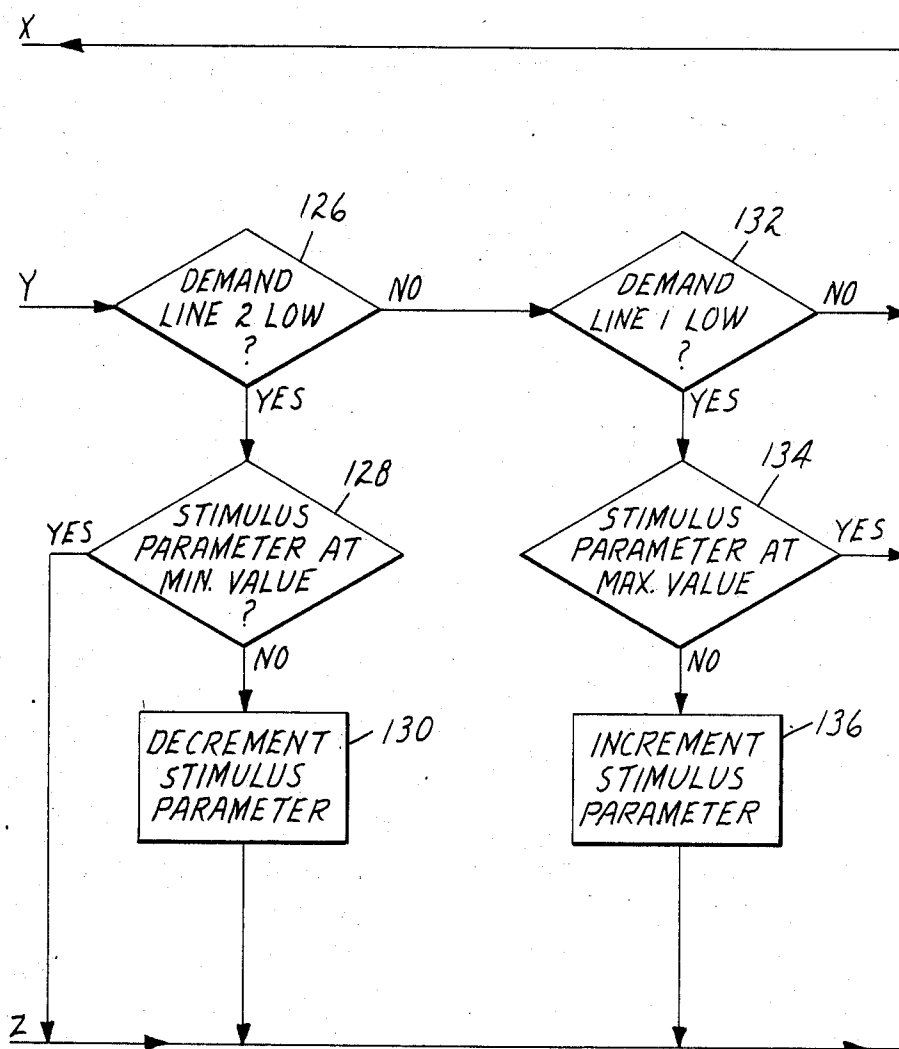 X
126
132
Y
DEMAND
LINE 2 LOW
?
NO
DEMAND
LINE 1 LOW
?
NO
YES
YES
128
134
YES
STIMULUS
PARAMETER AT
MIN. VALUE
?
STIMULUS
PARAMETER AT
MAX. VALUE
YES
NO
NO
DECREMENT
STIMULUS
PARAMETER
130
INCREMENT
STIMULUS
PARAMETER
136
Z